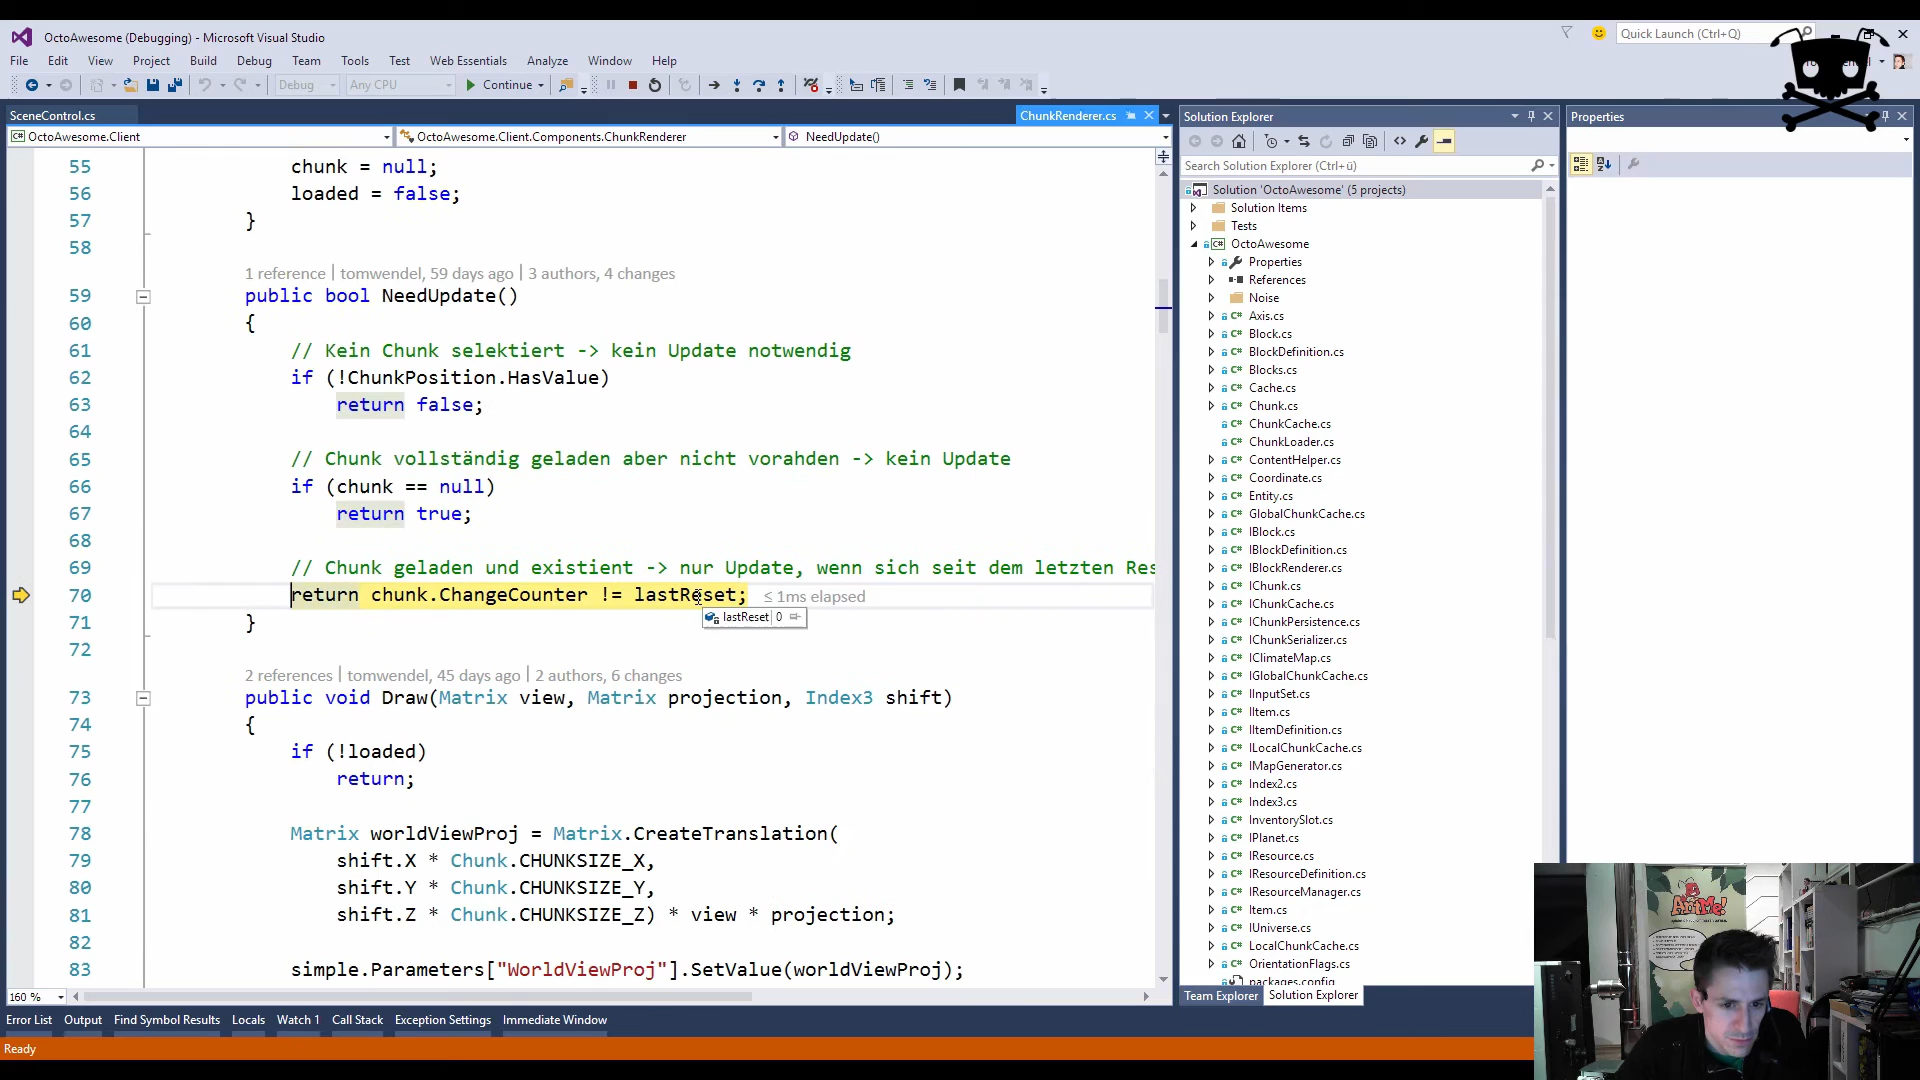 OctoAwesome (Debugging) - Microsoft Visual Studio
Quick Launch (Ctrl+Q)
File Edit View Project Build Debug Team Tools Test Web Essentials Analyze Window Help
Debug Any CPU Continue
SceneControl.cs
ChunkRenderer.cs
OctoAwesome.Client
OctoAwesome.Client.Components.ChunkRenderer
NeedUpdate()
55 chunk = null;
56 loaded = false;
57 }
58
1 reference | tomwendel, 59 days ago | 3 authors, 4 changes
59 public bool NeedUpdate()
60 {
61 // Kein Chunk selektiert -> kein Update notwendig
62 if (!ChunkPosition.HasValue)
63 return false;
64
65 // Chunk vollständig geladen aber nicht vorahden -> kein Update
66 if (chunk == null)
67 return true;
68
69 // Chunk geladen und existient -> nur Update, wenn sich seit dem letzten Res
70 return chunk.ChangeCounter != lastReset; ≤ 1ms elapsed
lastReset 0
71 }
72
2 references | tomwendel, 45 days ago | 2 authors, 6 changes
73 public void Draw(Matrix view, Matrix projection, Index3 shift)
74 {
75 if (!loaded)
76 return;
77
78 Matrix worldViewProj = Matrix.CreateTranslation(
79 shift.X * Chunk.CHUNKSIZE_X,
80 shift.Y * Chunk.CHUNKSIZE_Y,
81 shift.Z * Chunk.CHUNKSIZE_Z) * view * projection;
82
83 simple.Parameters["WorldViewProj"].SetValue(worldViewProj);
160 %
Solution Explorer
Search Solution Explorer (Ctrl+ü)
Solution 'OctoAwesome' (5 projects)
Solution Items
Tests
OctoAwesome
Properties
References
Noise
Axis.cs
Block.cs
BlockDefinition.cs
Blocks.cs
Cache.cs
Chunk.cs
ChunkCache.cs
ChunkLoader.cs
ContentHelper.cs
Coordinate.cs
Entity.cs
GlobalChunkCache.cs
IBlock.cs
IBlockDefinition.cs
IBlockRenderer.cs
IChunk.cs
IChunkCache.cs
IChunkPersistence.cs
IChunkSerializer.cs
IClimateMap.cs
IGlobalChunkCache.cs
IInputSet.cs
IItem.cs
IItemDefinition.cs
ILocalChunkCache.cs
IMapGenerator.cs
Index2.cs
Index3.cs
InventorySlot.cs
IPlanet.cs
IResource.cs
IResourceDefinition.cs
IResourceManager.cs
Item.cs
IUniverse.cs
LocalChunkCache.cs
OrientationFlags.cs
packages.config
Team Explorer Solution Explorer
Properties
AntMe!
Error List Output Find Symbol Results Locals Watch 1 Call Stack Exception Settings Immediate Window
Ready